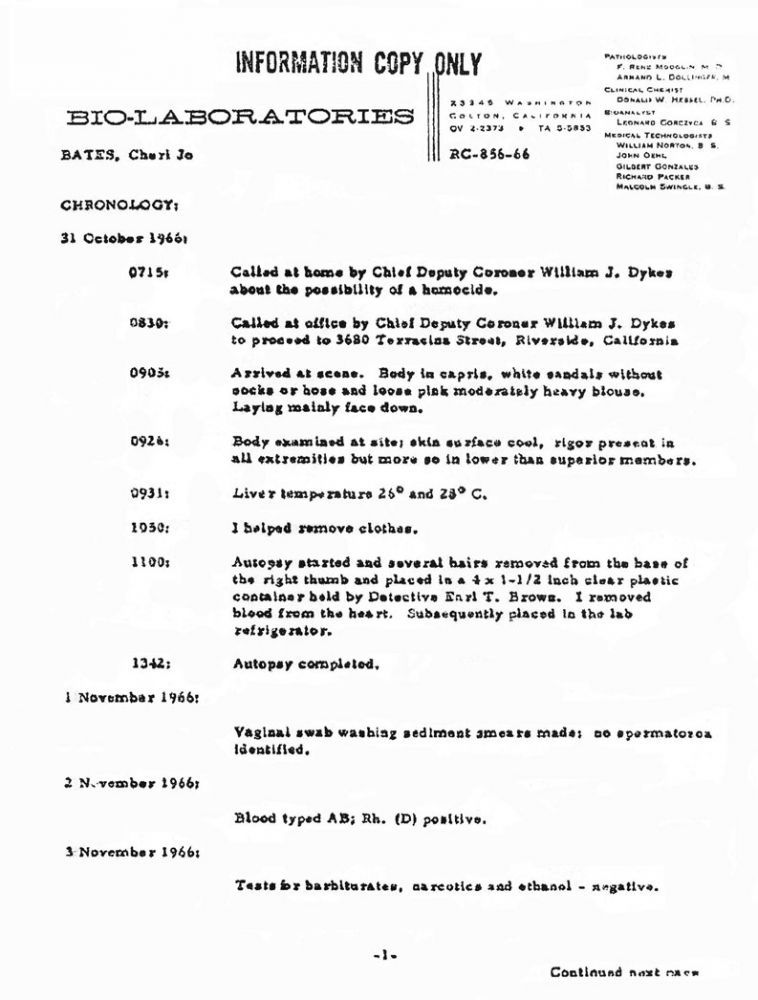 INFORMATION COPY ONLY
BIO-LABORATORIES
23345 WASHINGTON
COLTON, CALIFORNIA
OV 2-2373 TA 5-5853
PATHOLOGISTS
F. RENE MODGLIN M D
ARMAND L. DOLLINGER, M
CLINICAL CHEMIST
DONALD W. HESSEL, PH.D.
BIOANALYST
LEONARD GORCZYCA B S
MEDICAL TECHNOLOGISTS
WILLIAM NORTON, B S.
JOHN OEHL
GILBERT GONZALES
RICHARD PACKER
MALCOLM SWINGLE, B. S.
BATES, Cheri Jo
RC-856-66
CHRONOLOGY:
31 October 1966:
0715: Called at home by Chief Deputy Coroner William J. Dykes
about the possibility of a homocide.
0830: Called at office by Chief Deputy Coroner William J. Dykes
to proceed to 3680 Terracina Street, Riverside, California
0905: Arrived at scene. Body in capris, white sandals without
socks or hose and loose pink moderately heavy blouse.
Laying mainly face down.
0926: Body examined at site; skin surface cool, rigor present in
all extremities but more so in lower than superior members.
0931: Liver temperature 26° and 28° C.
1030: I helped remove clothes.
1100: Autopsy started and several hairs removed from the base of
the right thumb and placed in a 4 x 1-1/2 inch clear plastic
container held by Detective Earl T. Brown. I removed
blood from the heart. Subsequently placed in the lab
refrigerator.
1342: Autopsy completed.
1 November 1966:
Vaginal swab washing sediment smears made; no spermatozoa
identified.
2 November 1966:
Blood typed AB; Rh. (D) positive.
3 November 1966:
Tests for barbiturates, narcotics and ethanol - negative.
-1-
Continued next page